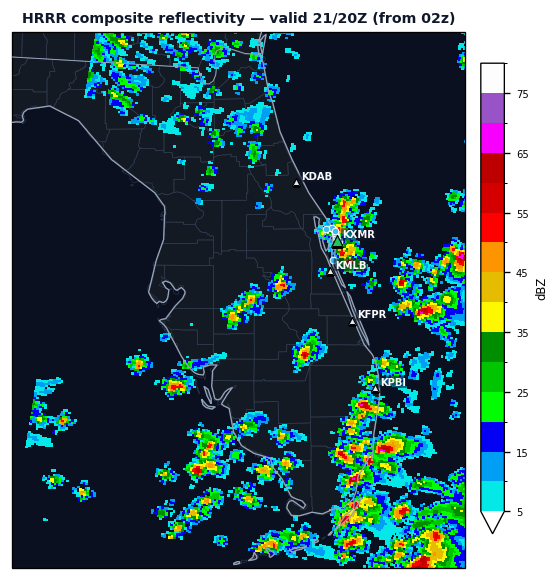 HRRR composite reflectivity — valid 21/20Z (from 02z)
KDAB
KXMR
KMLB
KFPR
KPBI
75
65
55
45
35
25
15
5
dBZ